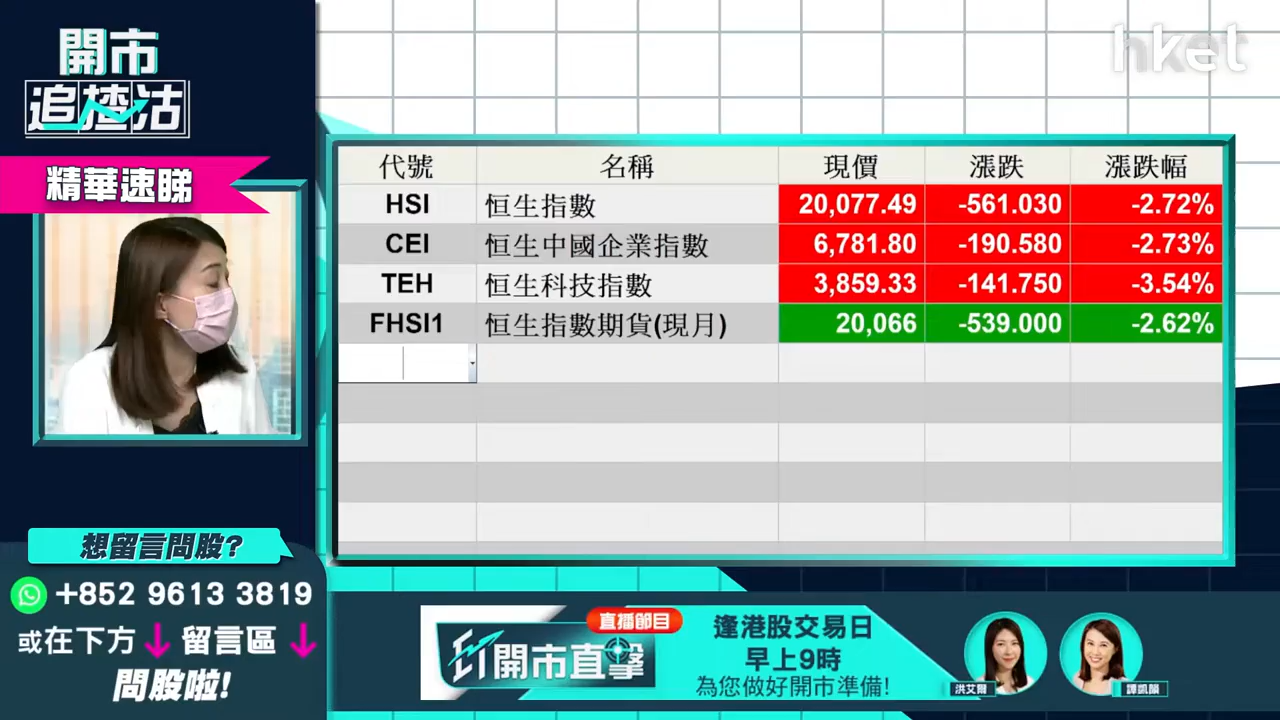 開市
追揸沽
精華速睇
hket
代號 名稱 現價 漲跌 漲跌幅
HSI 恒生指數 20,077.49 -561.030 -2.72%
CEI 恒生中國企業指數 6,781.80 -190.580 -2.73%
TEH 恒生科技指數 3,859.33 -141.750 -3.54%
FHSI1 恒生指數期貨(現月) 20,066 -539.000 -2.62%
想留言問股?
+852 9613 3819
或在下方↓留言區↓
問股啦!
直播節目
ET開市直擊
逢港股交易日
早上9時
為您做好開市準備!
洪艾爾
譚凱韻